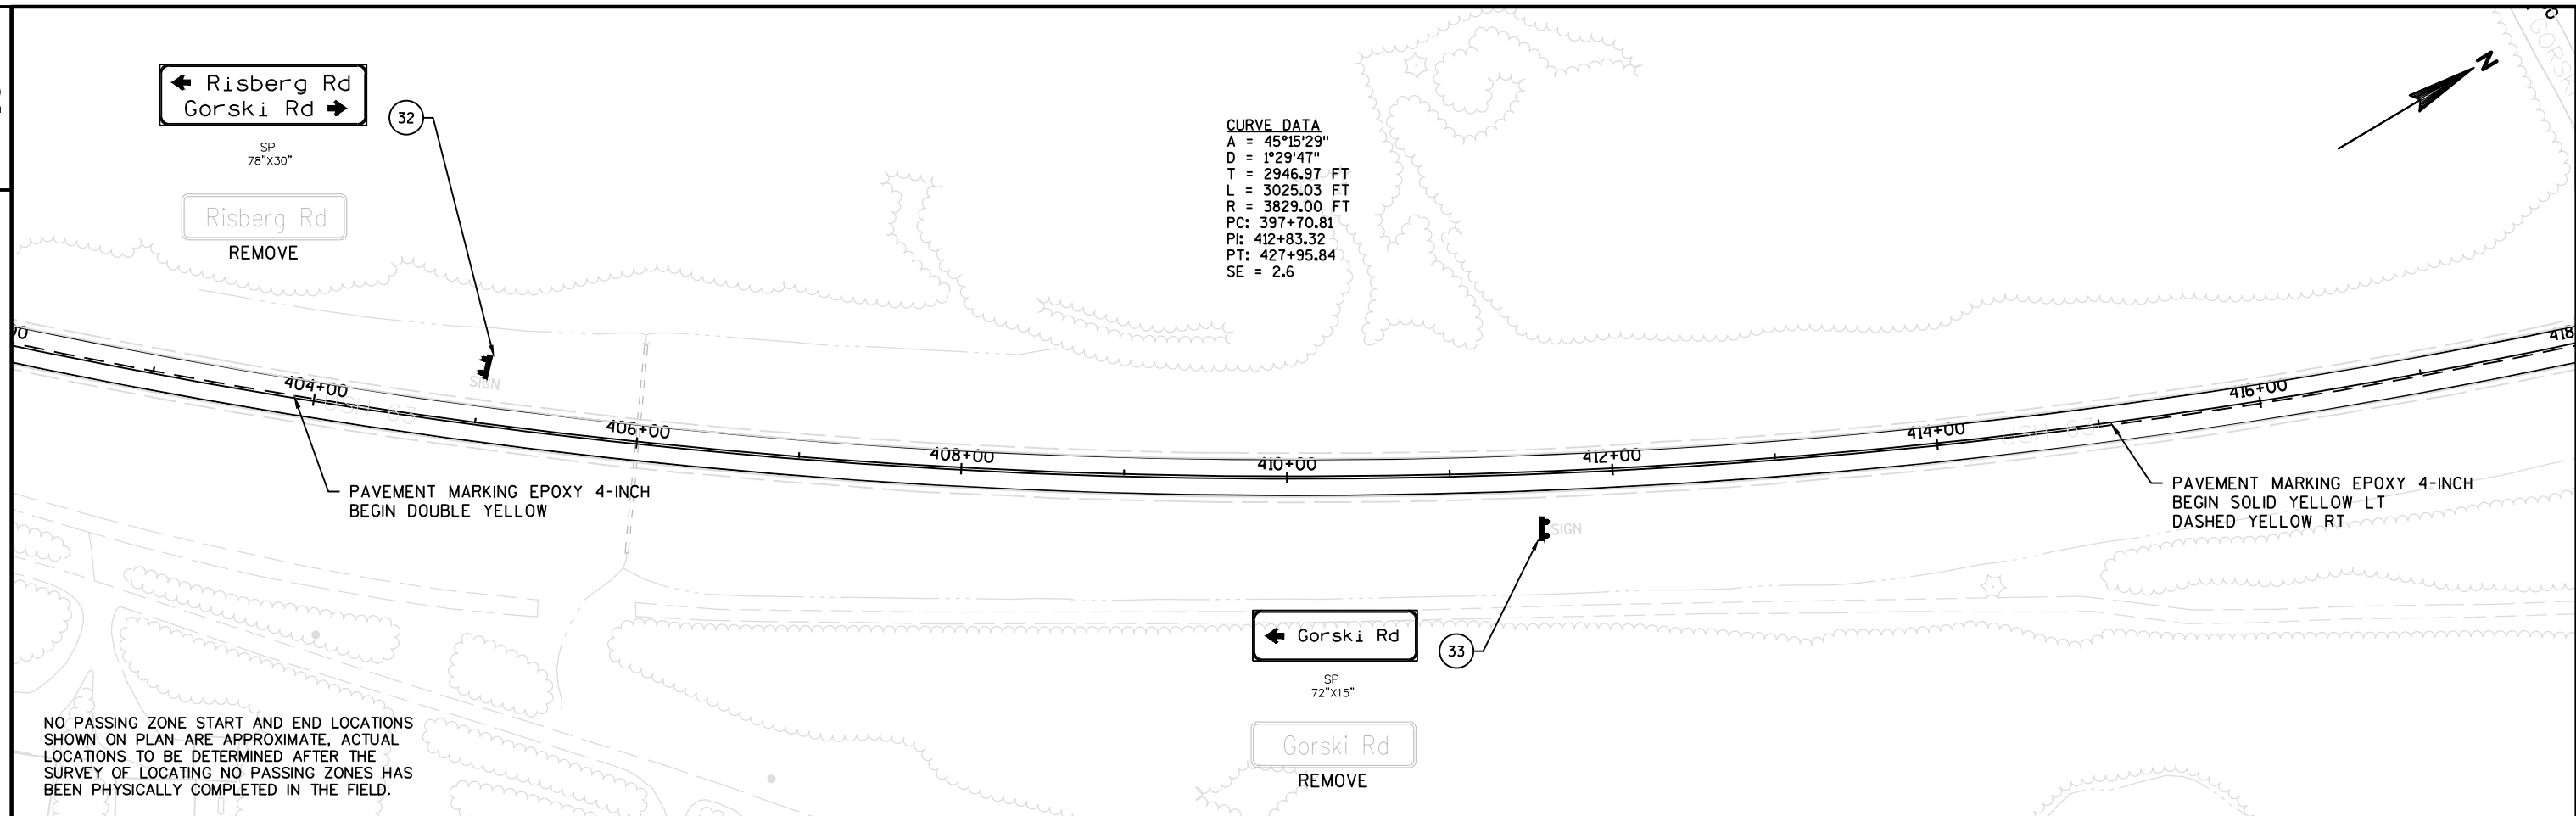 Risberg Rd
Gorski Rd
SP
78"X30"
Risberg Rd
REMOVE
32
SIGN
CURVE DATA
A = 45°15'29"
D = 1°29'47"
T = 2946.97 FT
L = 3025.03 FT
R = 3829.00 FT
PC: 397+70.81
PI: 412+83.32
PT: 427+95.84
SE = 2.6
N
GORSKI
00
404+00
USH 63
406+00
408+00
410+00
412+00
414+00
USH 63
416+00
418
PAVEMENT MARKING EPOXY 4-INCH
BEGIN DOUBLE YELLOW
PAVEMENT MARKING EPOXY 4-INCH
BEGIN SOLID YELLOW LT
DASHED YELLOW RT
SIGN
33
Gorski Rd
SP
72"X15"
Gorski Rd
REMOVE
NO PASSING ZONE START AND END LOCATIONS
SHOWN ON PLAN ARE APPROXIMATE, ACTUAL
LOCATIONS TO BE DETERMINED AFTER THE
SURVEY OF LOCATING NO PASSING ZONES HAS
BEEN PHYSICALLY COMPLETED IN THE FIELD.